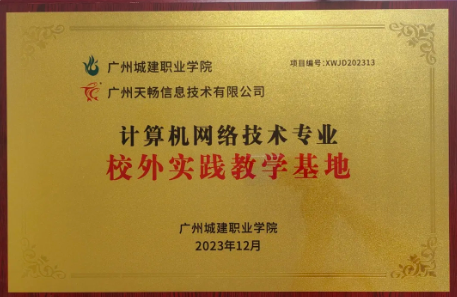 广州城建职业学院
项目编号:XWJD202313
广州天畅信息技术有限公司
计算机网络技术专业
校外实践教学基地
广州城建职业学院
2023年12月